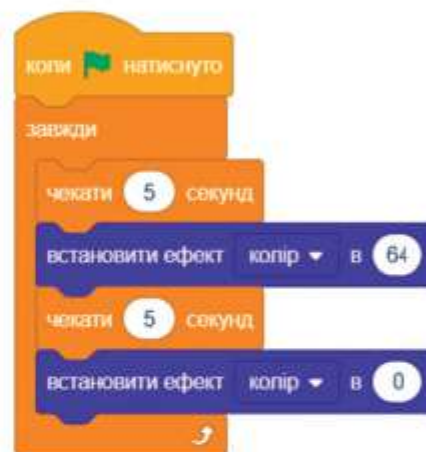 коли натиснуто
завжди
чекати 5 секунд
встановити ефект колір в 64
чекати 5 секунд
встановити ефект колір в 0